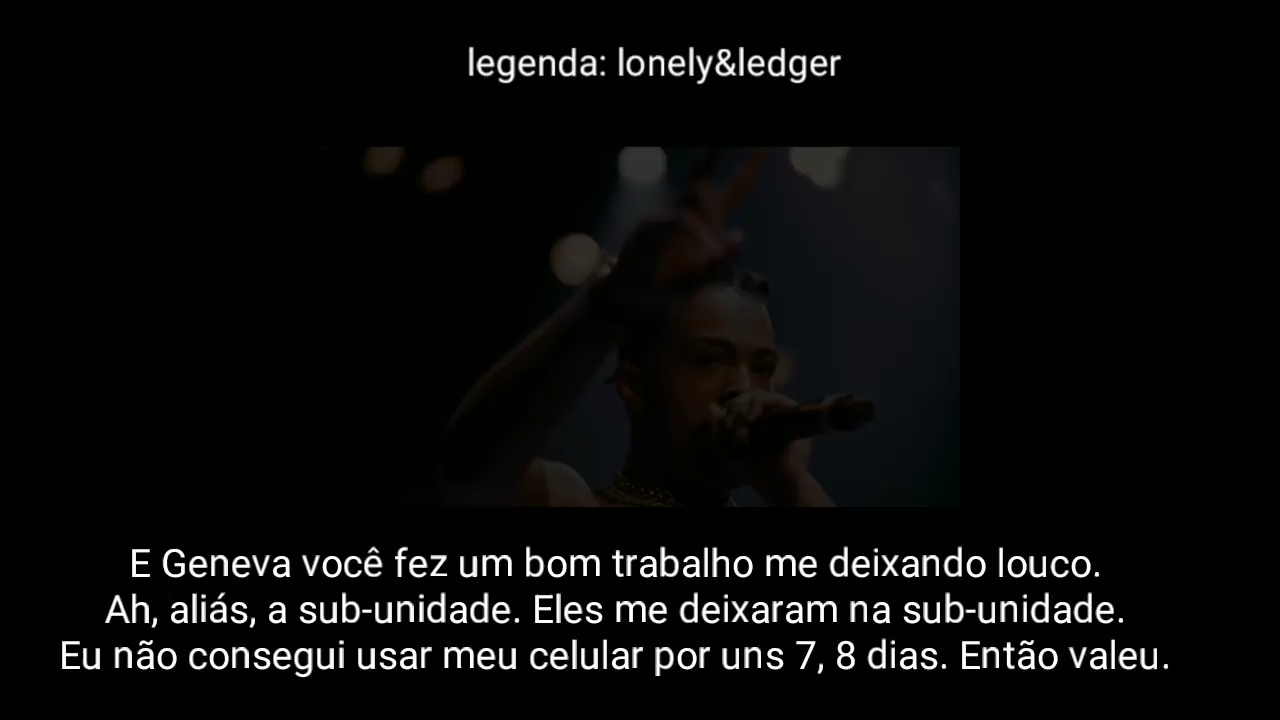 legenda: lonely&ledger
E Geneva você fez um bom trabalho me deixando louco.
Ah, aliás, a sub-unidade. Eles me deixaram na sub-unidade.
Eu não consegui usar meu celular por uns 7, 8 dias. Então valeu.